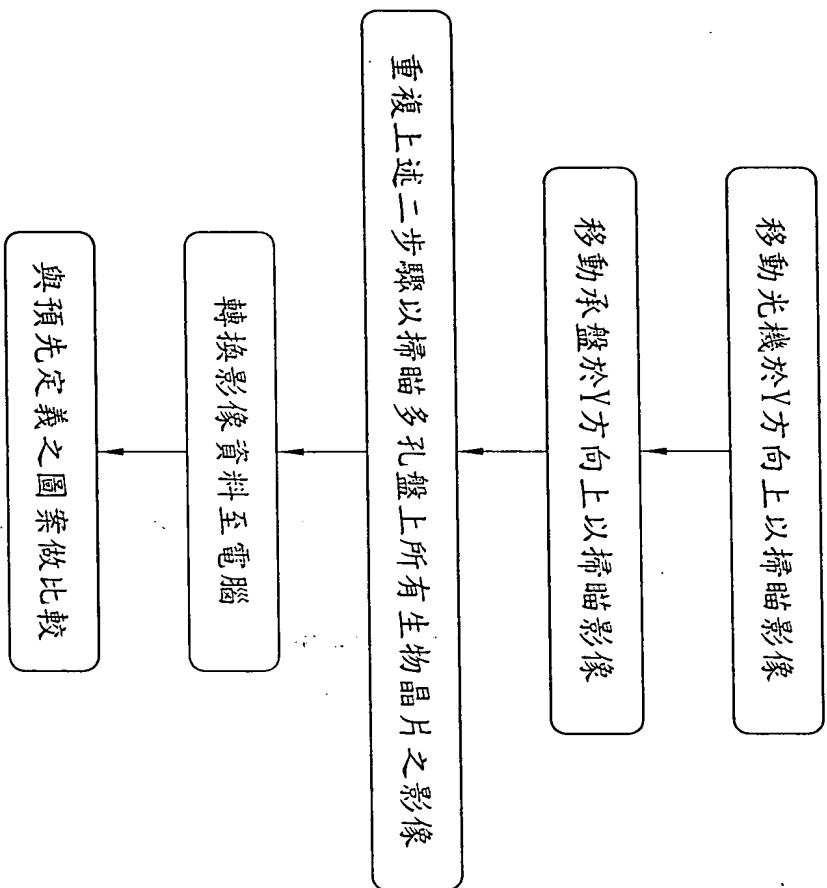 移動光機於Y方向上以掃瞄影像
移動承盤於Y方向上以掃瞄影像
重複上述二步驟以掃瞄多孔盤上所有生物晶片之影像
轉換影像資料至電腦
與預先定義之圖案做比較